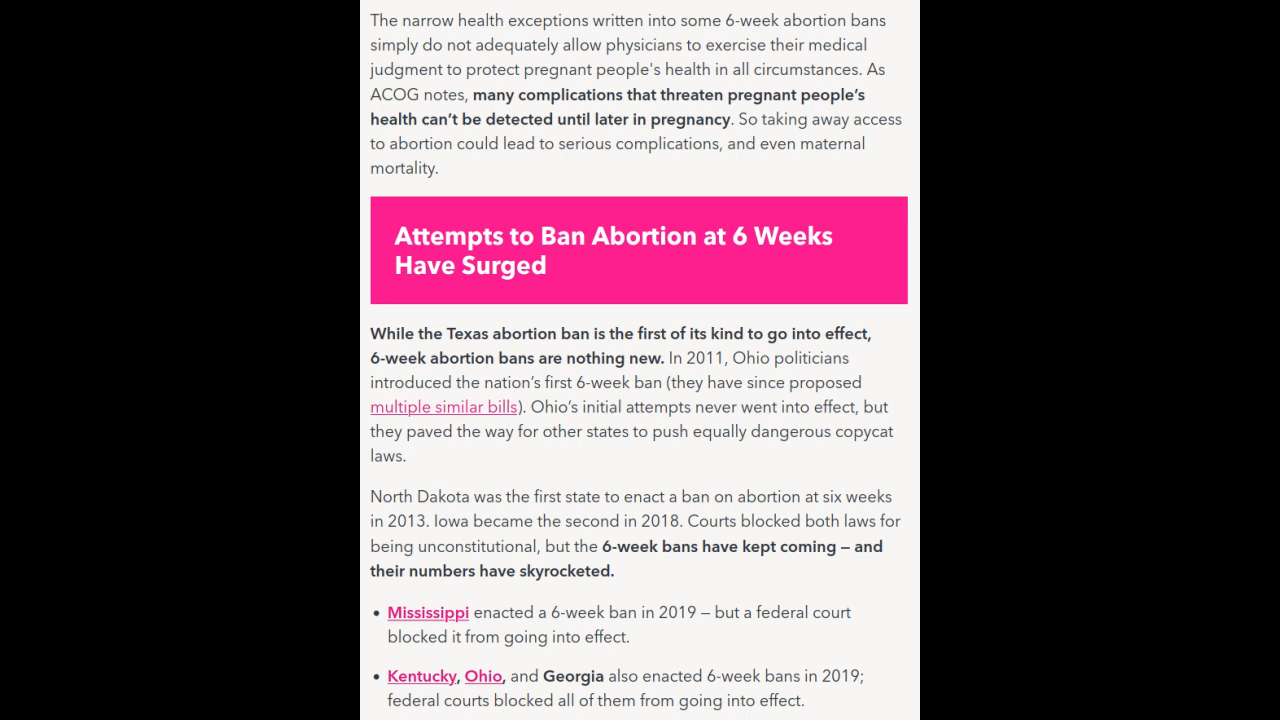 The narrow health exceptions written into some 6-week abortion bans
simply do not adequately allow physicians to exercise their medical
judgment to protect pregnant people's health in all circumstances. As
ACOG notes, many complications that threaten pregnant people’s
health can’t be detected until later in pregnancy. So taking away access
to abortion could lead to serious complications, and even maternal
mortality.
Attempts to Ban Abortion at 6 Weeks
Have Surged
While the Texas abortion ban is the first of its kind to go into effect,
6-week abortion bans are nothing new. In 2011, Ohio politicians
introduced the nation’s first 6-week ban (they have since proposed
multiple similar bills). Ohio’s initial attempts never went into effect, but
they paved the way for other states to push equally dangerous copycat
laws.
North Dakota was the first state to enact a ban on abortion at six weeks
in 2013. Iowa became the second in 2018. Courts blocked both laws for
being unconstitutional, but the 6-week bans have kept coming — and
their numbers have skyrocketed.
• Mississippi enacted a 6-week ban in 2019 — but a federal court
blocked it from going into effect.
• Kentucky, Ohio, and Georgia also enacted 6-week bans in 2019;
federal courts blocked all of them from going into effect.